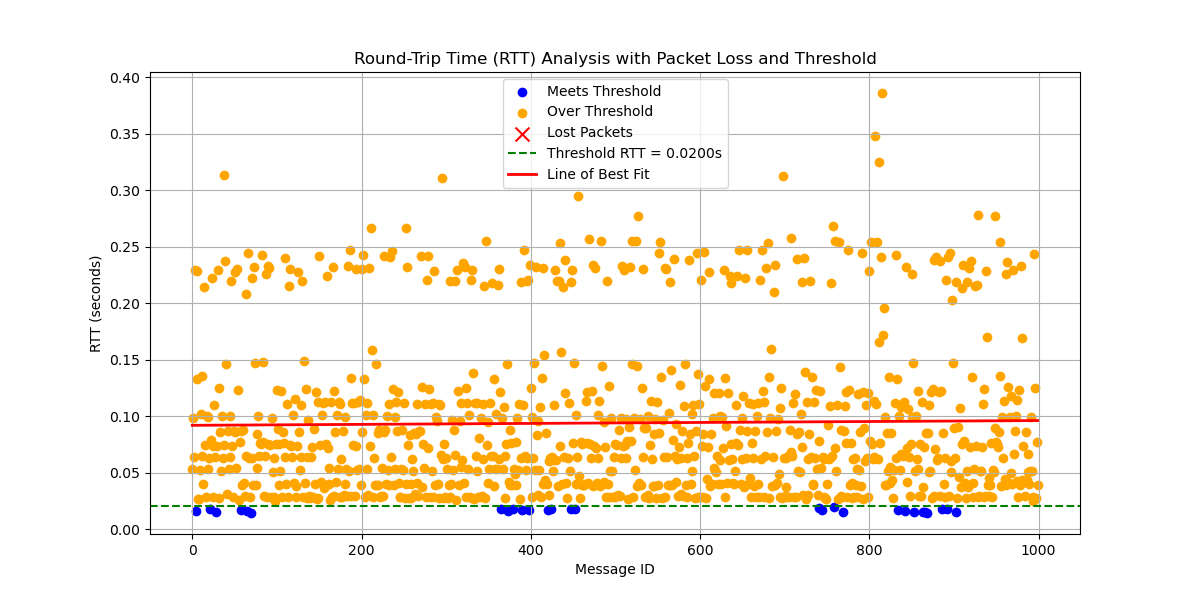 Round-Trip Time (RTT) Analysis with Packet Loss and Threshold
0.40
0.35
0.30
0.25
0.20
0.15
0.10
0.05
0.00
RTT (seconds)
Meets Threshold
Over Threshold
Lost Packets
Threshold RTT = 0.0200s
Line of Best Fit
0
200
400
600
800
1000
Message ID